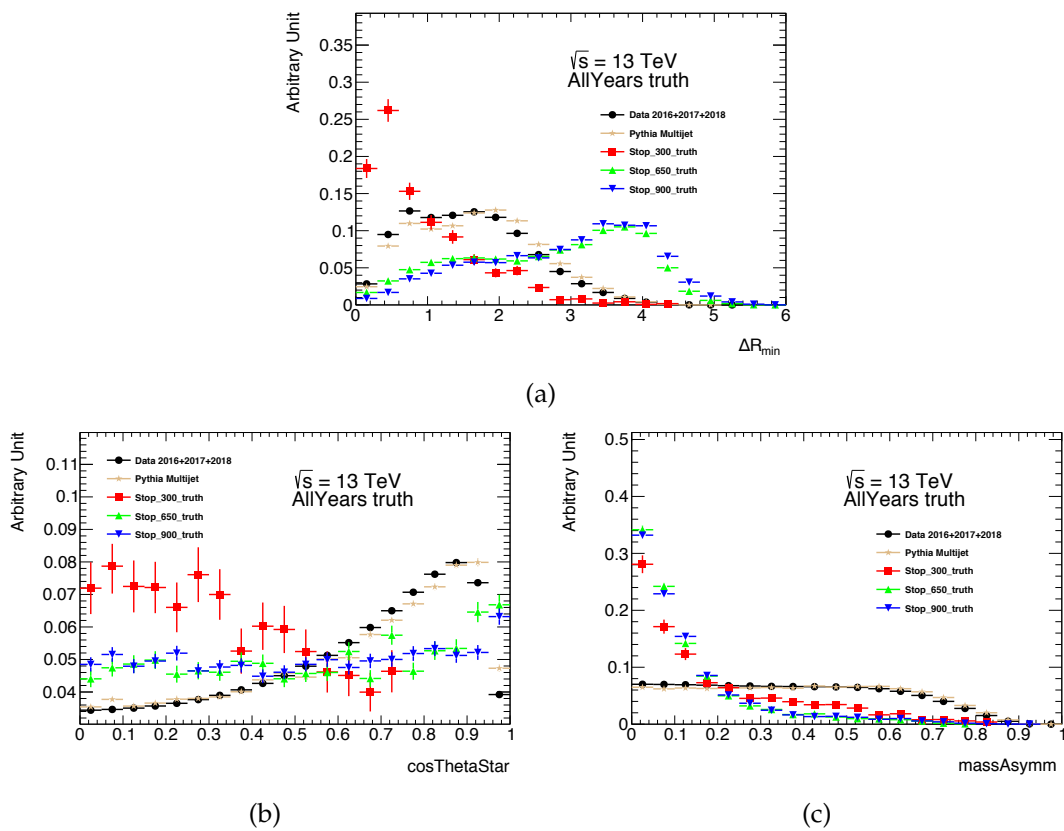 Arbitrary Unit
0.35
0.3
0.25
0.2
0.15
0.1
0.05
0
√s = 13 TeV
AllYears truth
Data 2016+2017+2018
Pythia Multijet
Stop_300_truth
Stop_650_truth
Stop_900_truth
0 1 2 3 4 5 6
ΔRmin
(a)
Arbitrary Unit
0.11
0.1
0.09
0.08
0.07
0.06
0.05
0.04
Data 2016+2017+2018
Pythia Multijet
Stop_300_truth
Stop_650_truth
Stop_900_truth
√s = 13 TeV
AllYears truth
0 0.1 0.2 0.3 0.4 0.5 0.6 0.7 0.8 0.9 1
cosThetaStar
(b)
Arbitrary Unit
0.5
0.4
0.3
0.2
0.1
0
√s = 13 TeV
AllYears truth
Data 2016+2017+2018
Pythia Multijet
Stop_300_truth
Stop_650_truth
Stop_900_truth
0 0.1 0.2 0.3 0.4 0.5 0.6 0.7 0.8 0.9 1
massAsymm
(c)